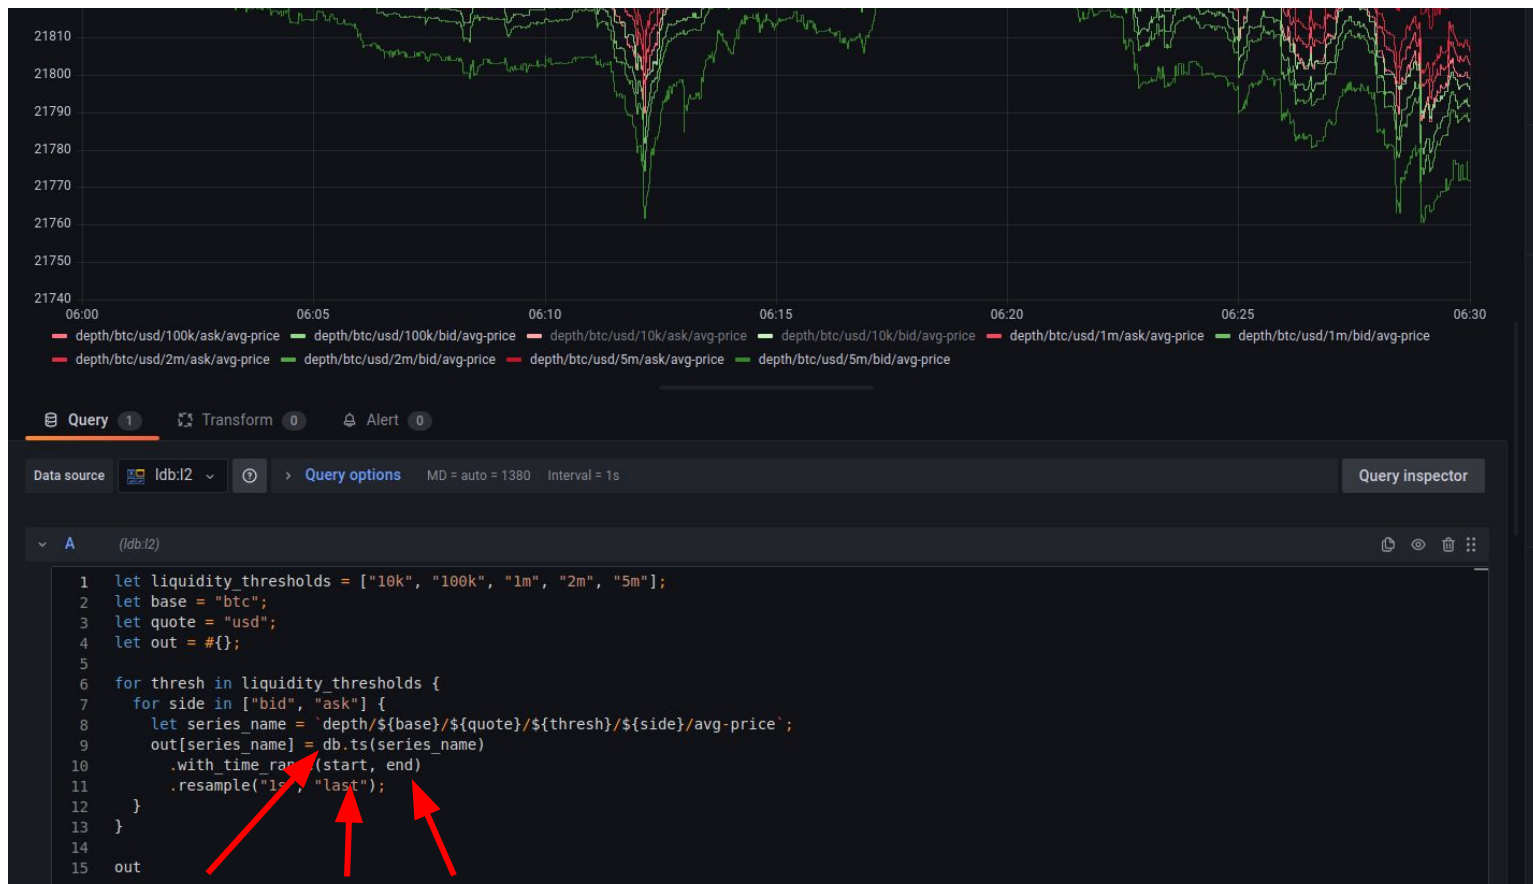 21810
21800
21790
21780
21770
21760
21750
21740
06:00 06:05 06:10 06:15 06:20 06:25 06:30
depth/btc/usd/100k/ask/avg-price depth/btc/usd/100k/bid/avg-price depth/btc/usd/10k/ask/avg-price depth/btc/usd/10k/bid/avg-price depth/btc/usd/1m/ask/avg-price depth/btc/usd/1m/bid/avg-price
depth/btc/usd/2m/ask/avg-price depth/btc/usd/2m/bid/avg-price depth/btc/usd/5m/ask/avg-price depth/btc/usd/5m/bid/avg-price
Query 1 Transform 0 Alert 0
Data source ldb:l2 Query options MD = auto = 1380 Interval = 1s Query inspector
A (ldb:l2)
1 let liquidity_thresholds = ["10k", "100k", "1m", "2m", "5m"];
2 let base = "btc";
3 let quote = "usd";
4 let out = #{};
5
6 for thresh in liquidity_thresholds {
7 for side in ["bid", "ask"] {
8 let series_name = `depth/${base}/${quote}/${thresh}/${side}/avg-price`;
9 out[series_name] = db.ts(series_name)
10 .with_time_range(start, end)
11 .resample("1s", "last");
12 }
13 }
14
15 out